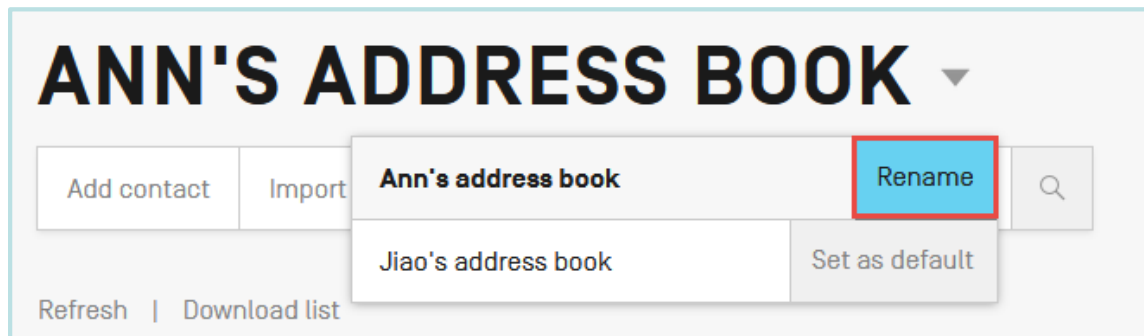 ANN'S ADDRESS BOOK
Add contact Import Ann's address book Rename
Jiao's address book Set as default
Refresh | Download list